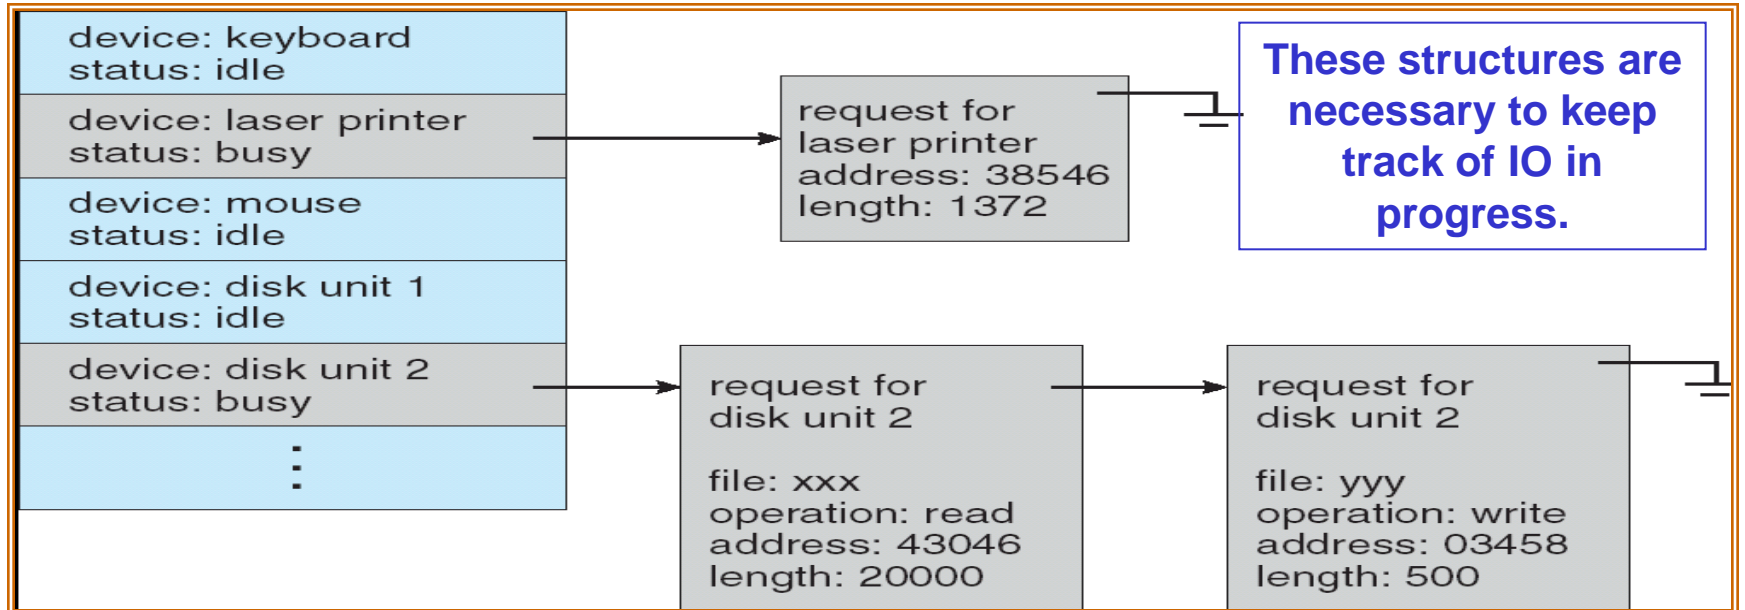 device: keyboard
status: idle
device: laser printer
status: busy
device: mouse
status: idle
device: disk unit 1
status: idle
device: disk unit 2
status: busy
request for
laser printer
address: 38546
length: 1372
These structures are
necessary to keep
track of IO in
progress.
request for
disk unit 2
file: xxx
operation: read
address: 43046
length: 20000
request for
disk unit 2
file: yyy
operation: write
address: 03458
length: 500